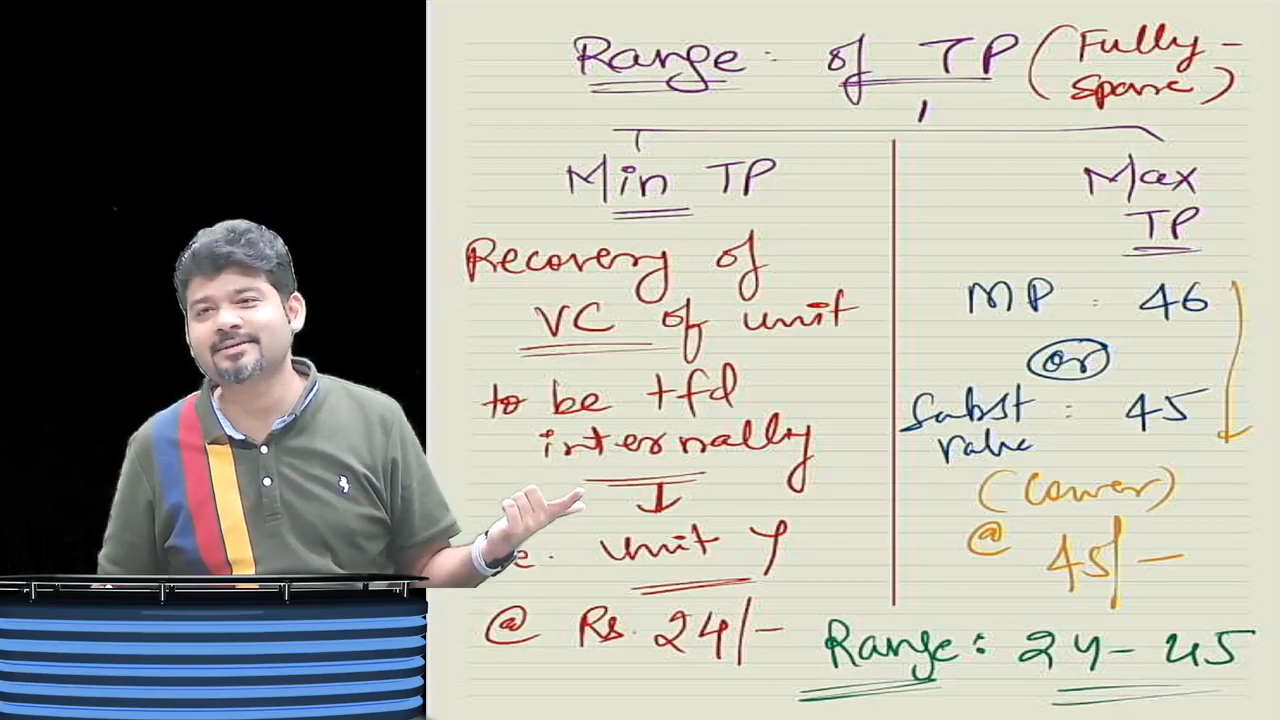 Range: of TP (Fully-
Spare)
Min TP
Recovery of
VC of unit
to be tfd
internally
e. Unit Y
@ Rs. 24/-
Max
TP
MP : 46
or
Subst : 45
value
(Lower)
@ 45/-
Range: 24-45